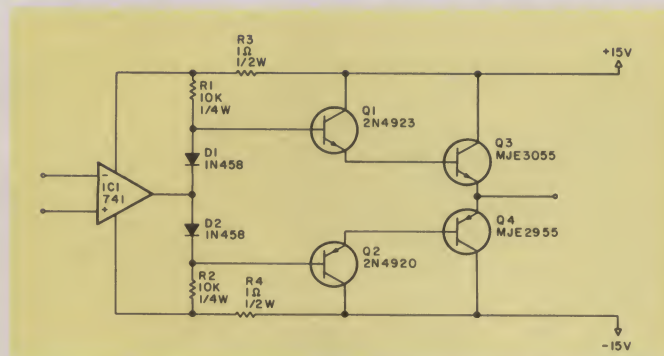 R3
1Ω
1/2W
+15V
R1
10K
1/4W
Q1
2N4923
D1
1N458
Q3
MJE3055
-
IC1
741
+
D2
1N458
Q4
MJE2955
Q2
2N4920
R2
10K
1/4W
R4
1Ω
1/2W
-15V